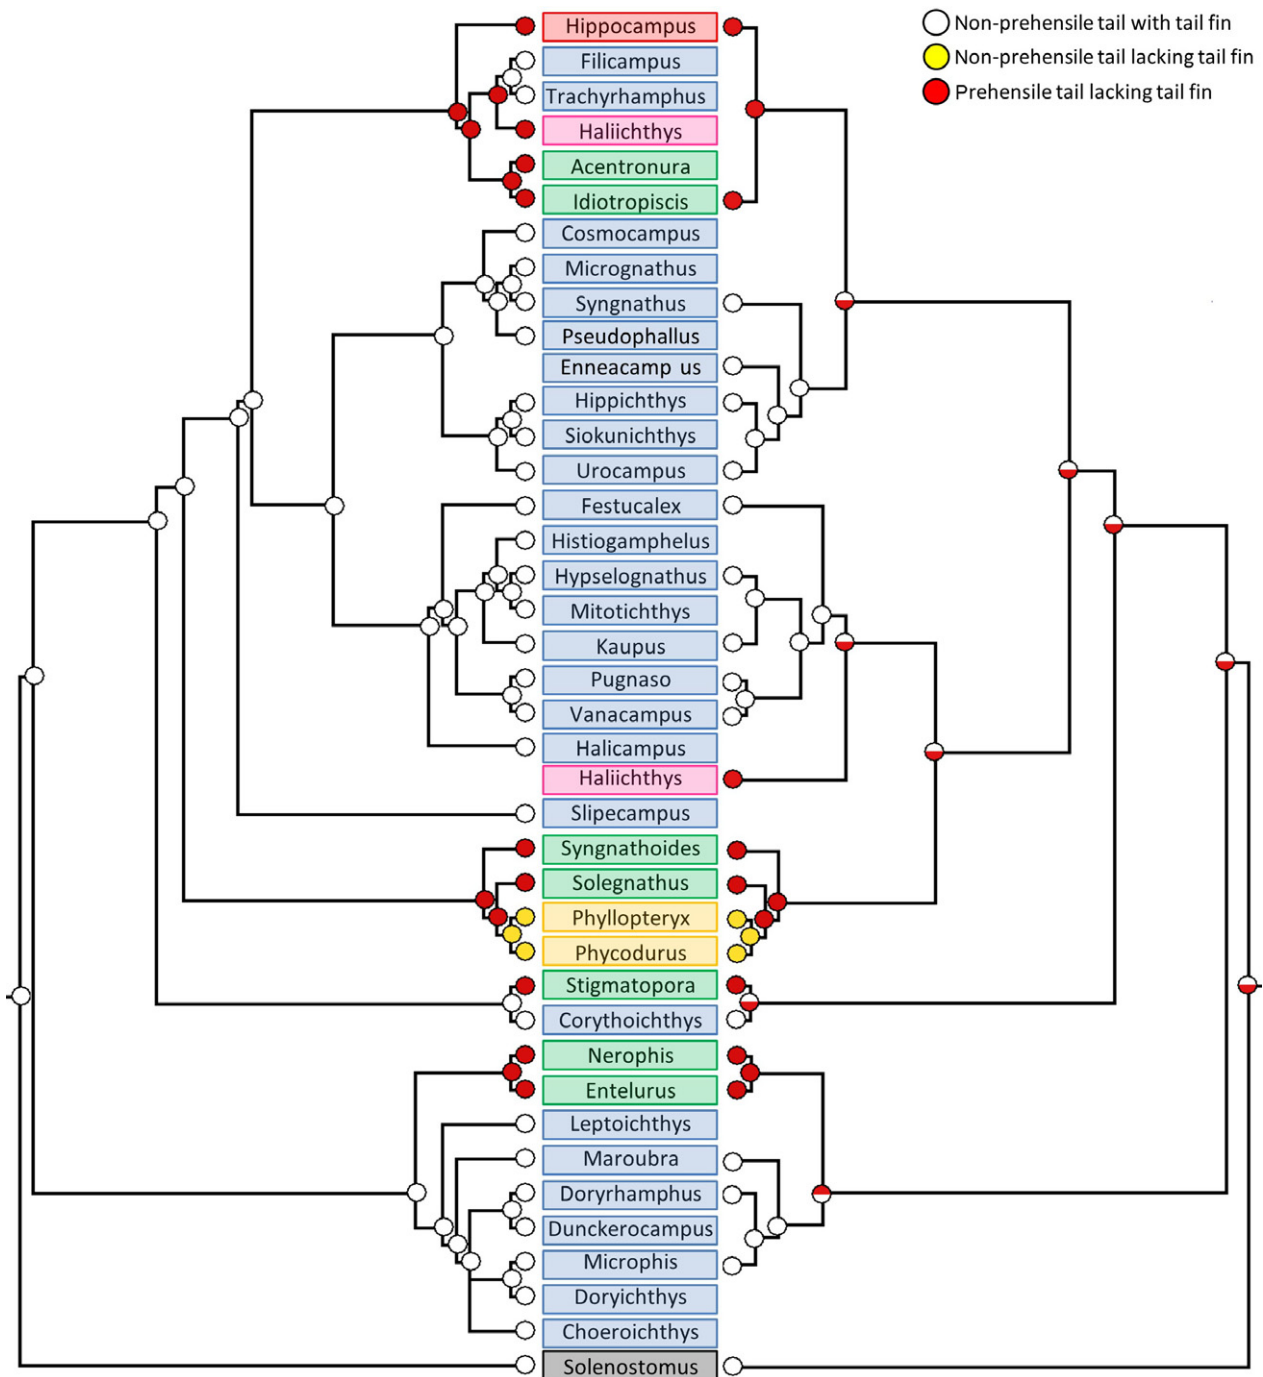 Hippocampus
Non-prehensile tail with tail fin
Filicampus
Non-prehensile tail lacking tail fin
Trachyrhamphus
Prehensile tail lacking tail fin
Haliichthys
Acentronura
Idiotropiscis
Cosmocampus
Micrognathus
Syngnathus
Pseudophallus
Enneacamp us
Hippichthys
Siokunichthys
Urocampus
Festucalex
Histiogamphelus
Hypselognathus
Mitotichthys
Kaupus
Pugnaso
Vanacampus
Halicampus
Haliichthys
Slipecampus
Syngnathoides
Solegnathus
Phyllopteryx
Phycodurus
Stigmatopora
Corythoichthys
Nerophis
Entelurus
Leptoichthys
Maroubra
Doryrhamphus
Dunckerocampus
Microphis
Doryichthys
Choeroichthys
Solenostomus